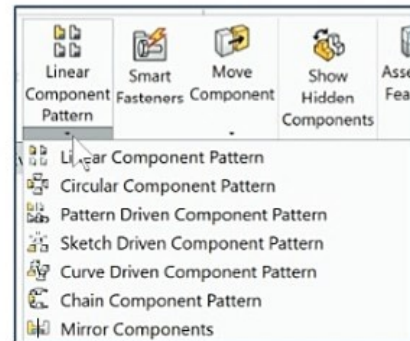 Linear
Component
Pattern
Smart
Fasteners
Move
Component
Show
Hidden
Components
Linear Component Pattern
Circular Component Pattern
Pattern Driven Component Pattern
Sketch Driven Component Pattern
Curve Driven Component Pattern
Chain Component Pattern
Mirror Components